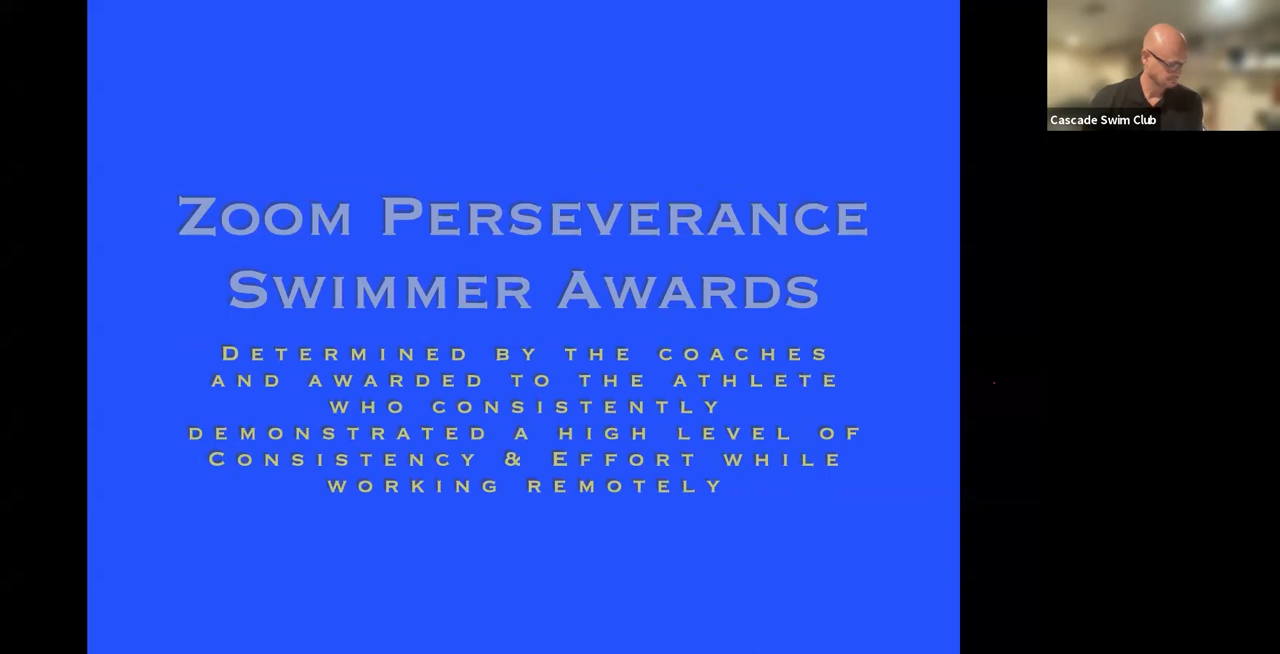 Zoom Perseverance
Swimmer Awards
Determined by the coaches
and awarded to the athlete
who consistently
demonstrated a high level of
Consistency & Effort while
working remotely
Cascade Swim Club